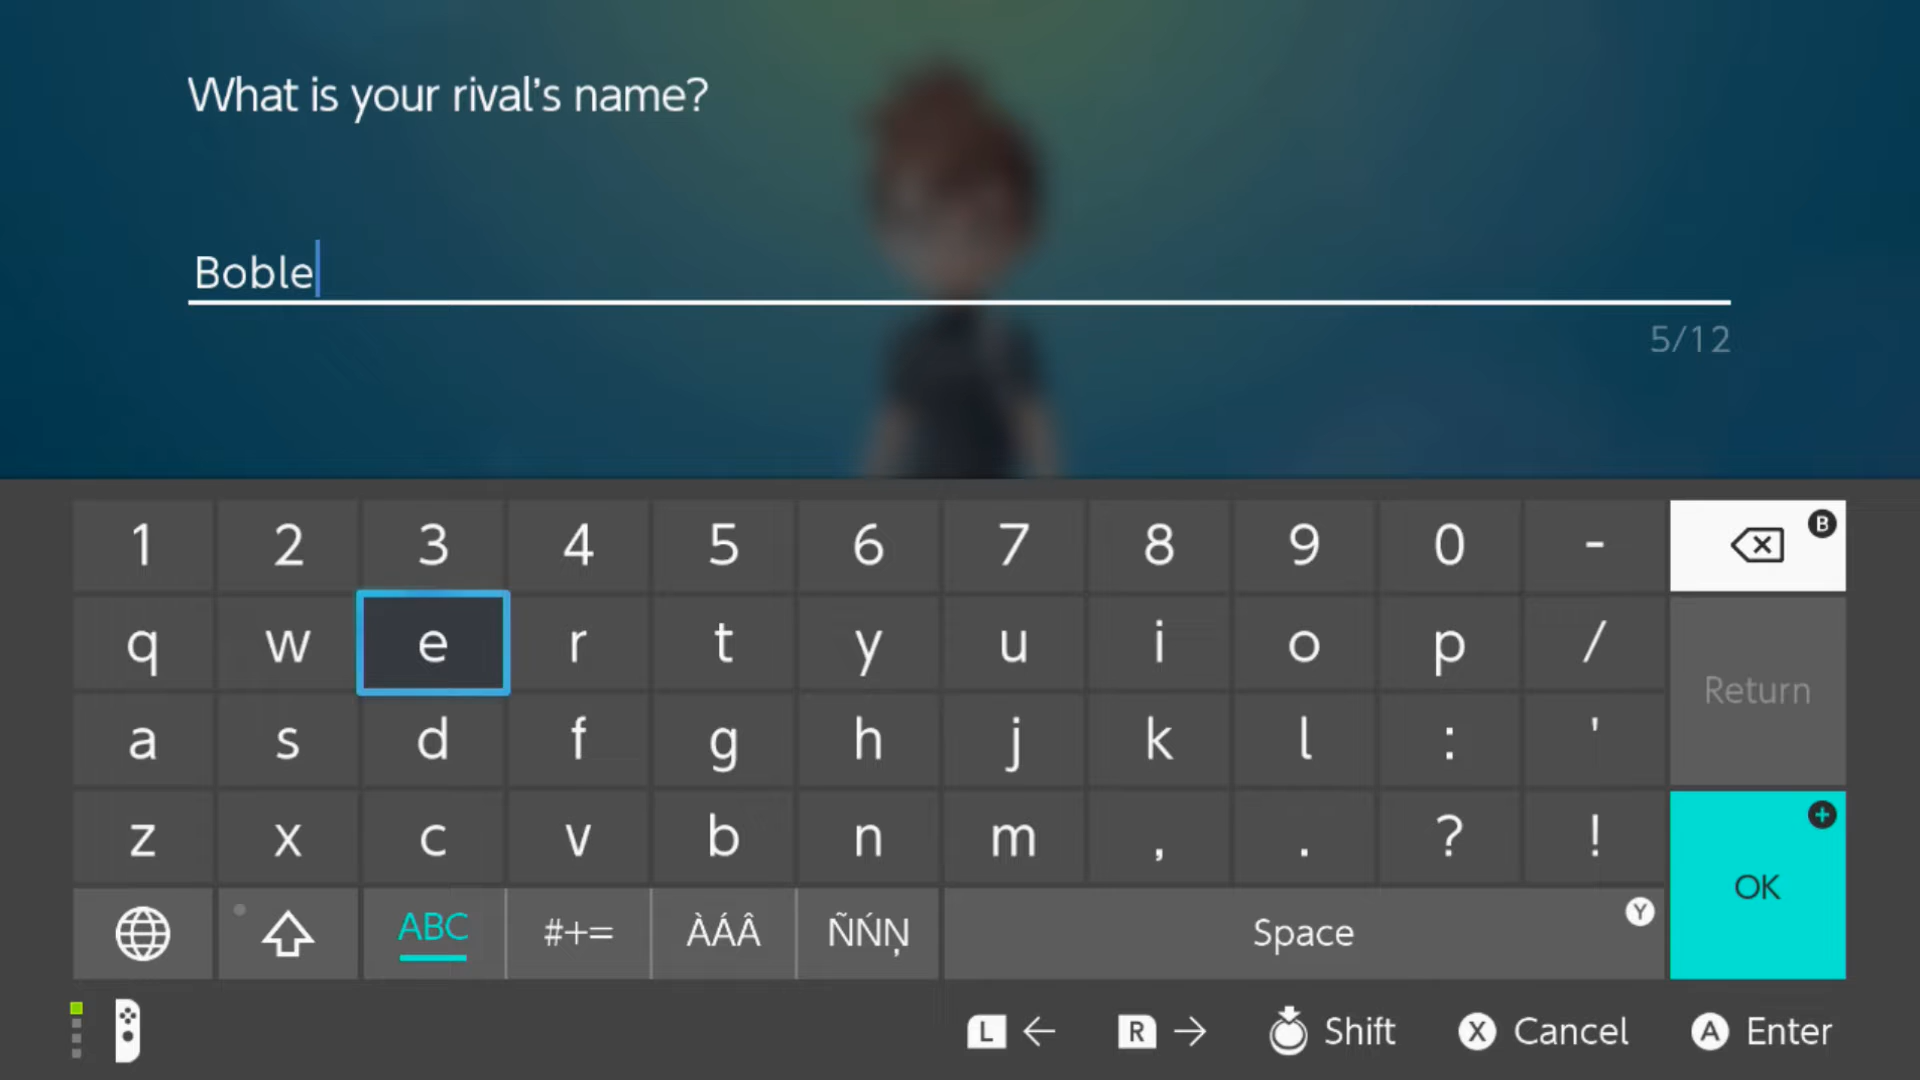 What is your rival's name?
Boble
5/12
1 2 3 4 5 6 7 8 9 0 - B
q w e r t y u i o p /
Return
a s d f g h j k l : '
z x c v b n m , . ? ! +
OK
ABC #+= ÀÁÂ ÑŃŅ Space Y
L ← R → Shift X Cancel A Enter